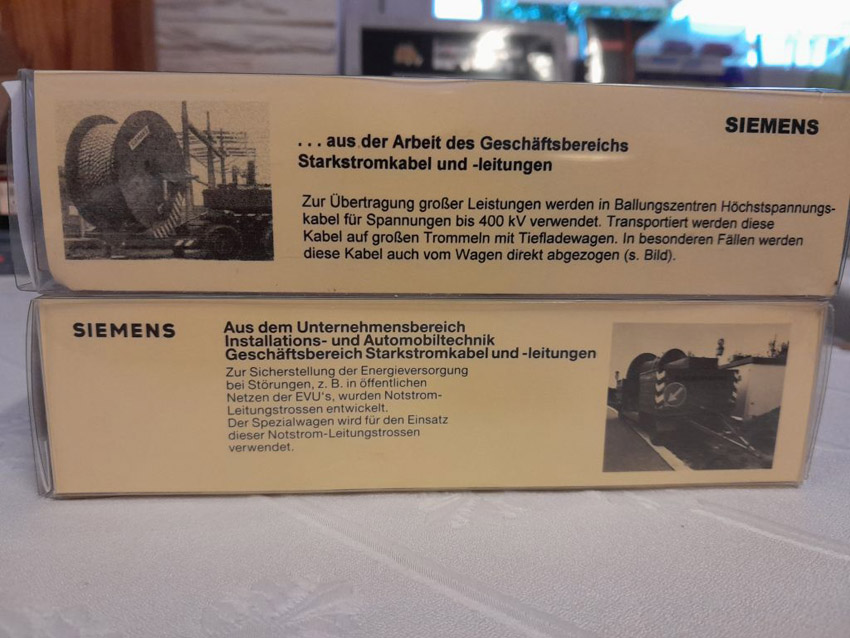 SIEMENS
. . . aus der Arbeit des Geschäftsbereichs
Starkstromkabel und -leitungen
Zur Übertragung großer Leistungen werden in Ballungszentren Höchstspannungs-
kabel für Spannungen bis 400 kV verwendet. Transportiert werden diese
Kabel auf großen Trommeln mit Tiefladewagen. In besonderen Fällen werden
diese Kabel auch vom Wagen direkt abgezogen (s. Bild).
SIEMENS
Aus dem Unternehmensbereich
Installations- und Automobiltechnik
Geschäftsbereich Starkstromkabel und -leitungen
Zur Sicherstellung der Energieversorgung
bei Störungen, z. B. in öffentlichen
Netzen der EVU's, wurden Notstrom-
Leitungstrossen entwickelt.
Der Spezialwagen wird für den Einsatz
dieser Notstrom-Leitungstrossen
verwendet.